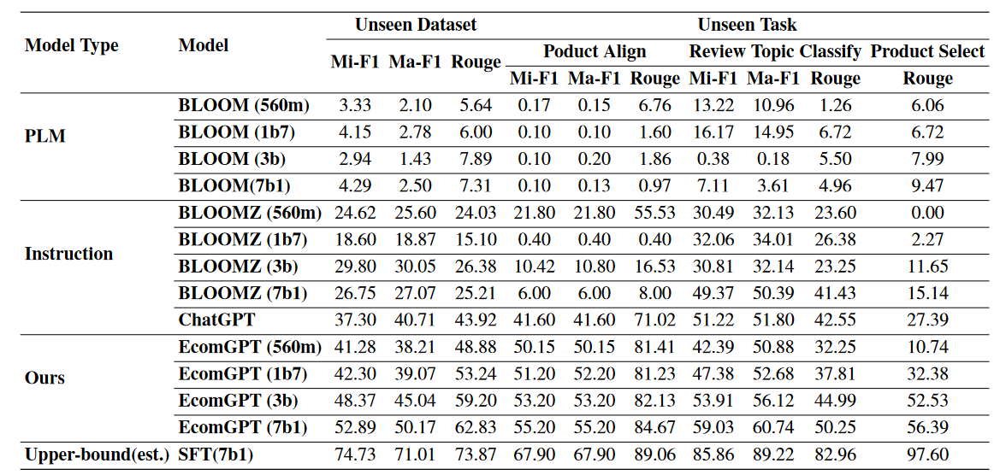 Model Type Model Unseen Dataset Unseen Task
Mi-F1 Ma-F1 Rouge Poduct Align Review Topic Classify Product Select
Mi-F1 Ma-F1 Rouge Mi-F1 Ma-F1 Rouge Rouge
PLM
BLOOM (560m) 3.33 2.10 5.64 0.17 0.15 6.76 13.22 10.96 1.26 6.06
BLOOM (1b7) 4.15 2.78 6.00 0.10 0.10 1.60 16.17 14.95 6.72 6.72
BLOOM (3b) 2.94 1.43 7.89 0.10 0.20 1.86 0.38 0.18 5.50 7.99
BLOOM(7b1) 4.29 2.50 7.31 0.10 0.13 0.97 7.11 3.61 4.96 9.47
Instruction
BLOOMZ (560m) 24.62 25.60 24.03 21.80 21.80 55.53 30.49 32.13 23.60 0.00
BLOOMZ (1b7) 18.60 18.87 15.10 0.40 0.40 0.40 32.06 34.01 26.38 2.27
BLOOMZ (3b) 29.80 30.05 26.38 10.42 10.80 16.53 30.81 32.14 23.25 11.65
BLOOMZ (7b1) 26.75 27.07 25.21 6.00 6.00 8.00 49.37 50.39 41.43 15.14
ChatGPT 37.30 40.71 43.92 41.60 41.60 71.02 51.22 51.80 42.55 27.39
Ours
EcomGPT (560m) 41.28 38.21 48.88 50.15 50.15 81.41 42.39 50.88 32.25 10.74
EcomGPT (1b7) 42.30 39.07 53.24 51.20 52.20 81.23 47.38 52.68 37.81 32.38
EcomGPT (3b) 48.37 45.04 59.20 53.20 53.20 82.13 53.91 56.12 44.99 52.53
EcomGPT (7b1) 52.89 50.17 62.83 55.20 55.20 84.67 59.03 60.74 50.25 56.39
Upper-bound(est.) SFT(7b1) 74.73 71.01 73.87 67.90 67.90 89.06 85.86 89.22 82.96 97.60